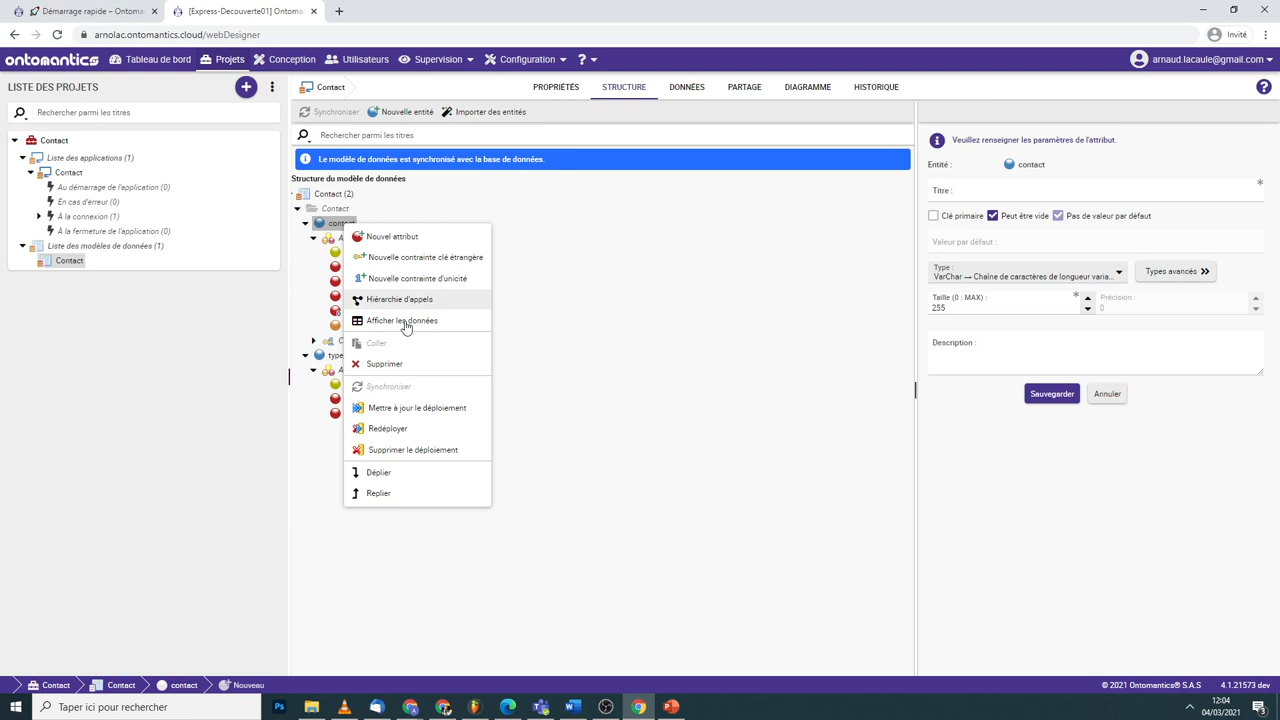 Démarrage rapide – Ontoma
[Express-Decouverte01] Ontoma
arnolac.ontomantics.cloud/webDesigner
Invité
ontomantics
Tableau de bord
Projets
Conception
Utilisateurs
Supervision
Configuration
?
arnaud.lacaule@gmail.com
LISTE DES PROJETS
Rechercher parmi les titres
Contact
Liste des applications (1)
Contact
Au démarrage de l'application (0)
En cas d'erreur (0)
À la connexion (1)
À la fermeture de l'application (0)
Liste des modèles de données (1)
Contact
Contact
PROPRIÉTÉS
STRUCTURE
DONNÉES
PARTAGE
DIAGRAMME
HISTORIQUE
Synchroniser
Nouvelle entité
Importer des entités
Rechercher parmi les titres
Le modèle de données est synchronisé avec la base de données.
Structure du modèle de données
Contact (2)
Contact
contact
A
C
type
A
Nouvel attribut
Nouvelle contrainte clé étrangère
Nouvelle contrainte d'unicité
Hiérarchie d'appels
Afficher les données
Coller
Supprimer
Synchroniser
Mettre à jour le déploiement
Redéployer
Supprimer le déploiement
Déplier
Replier
Veuillez renseigner les paramètres de l'attribut.
Entité :
contact
Titre :
*
Clé primaire
Peut être vide
Pas de valeur par défaut
Valeur par défaut :
Type :
VarChar → Chaîne de caractères de longueur varia...
Types avancés
Taille (0 : MAX) :
*
255
Précision :
0
Description :
Sauvegarder
Annuler
Contact
Contact
contact
Nouveau
© 2021 Ontomantics® S.A.S
4.1.21573 dev
Taper ici pour rechercher
12:04
04/03/2021